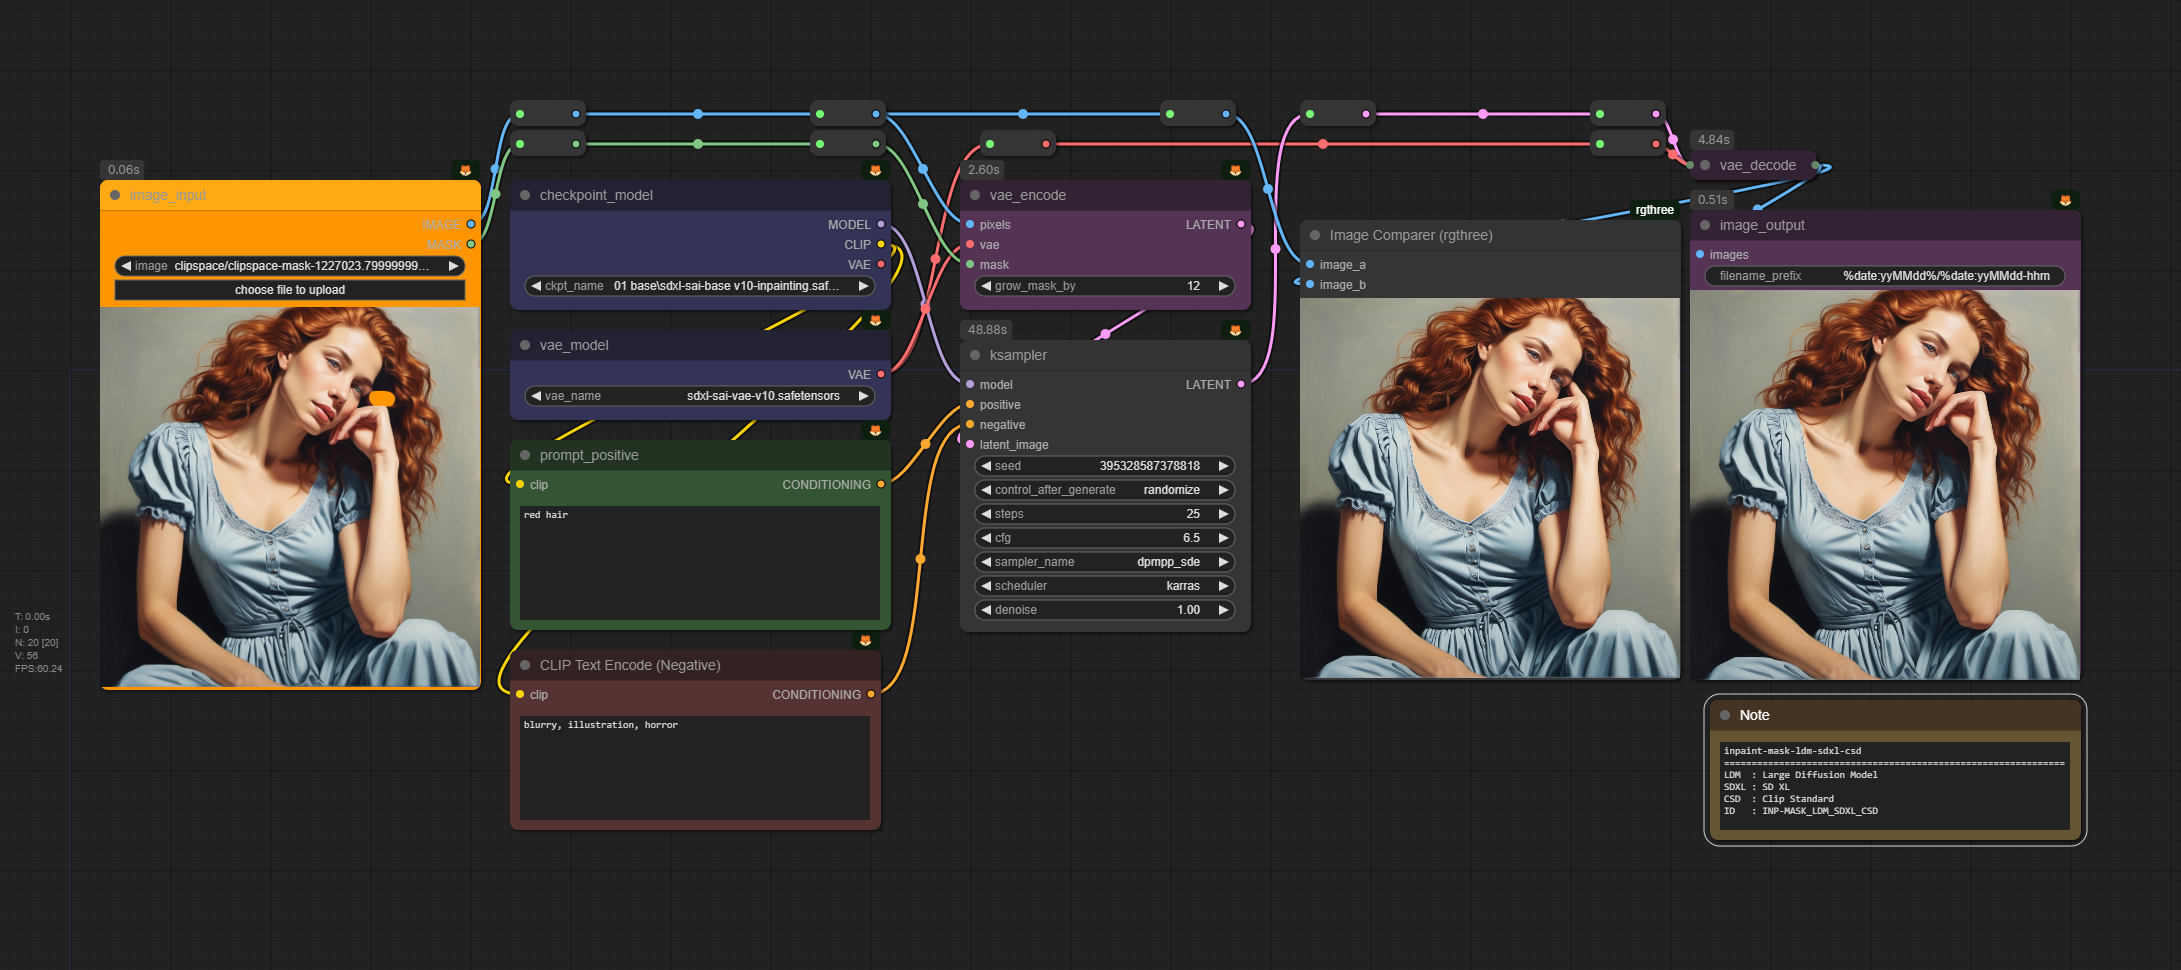 0.06s
image_input
IMAGE
MASK
image clipspace/clipspace-mask-1227023.79999999...
choose file to upload
T: 0.00s
I: 0
N: 20 [20]
V: 56
FPS:60.24
checkpoint_model
MODEL
CLIP
VAE
ckpt_name 01 base\sdxl-sai-base v10-inpainting.saf...
vae_model
VAE
vae_name sdxl-sai-vae-v10.safetensors
prompt_positive
clip CONDITIONING
red hair
CLIP Text Encode (Negative)
clip CONDITIONING
blurry, illustration, horror
2.60s
vae_encode
pixels LATENT
vae
mask
grow_mask_by 12
48.88s
ksampler
model LATENT
positive
negative
latent_image
seed 395328587378818
control_after_generate randomize
steps 25
cfg 6.5
sampler_name dpmpp_sde
scheduler karras
denoise 1.00
rgthree
Image Comparer (rgthree)
image_a
image_b
4.84s
vae_decode
0.51s
image_output
images
filename_prefix %date:yyMMdd%/%date:yyMMdd-hhm
Note
inpaint-mask-ldm-sdxl-csd
==============================================================
LDM : Large Diffusion Model
SDXL : SD XL
CSD : Clip Standard
ID : INP-MASK_LDM_SDXL_CSD